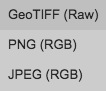 GeoTIFF (Raw)
PNG (RGB)
JPEG (RGB)